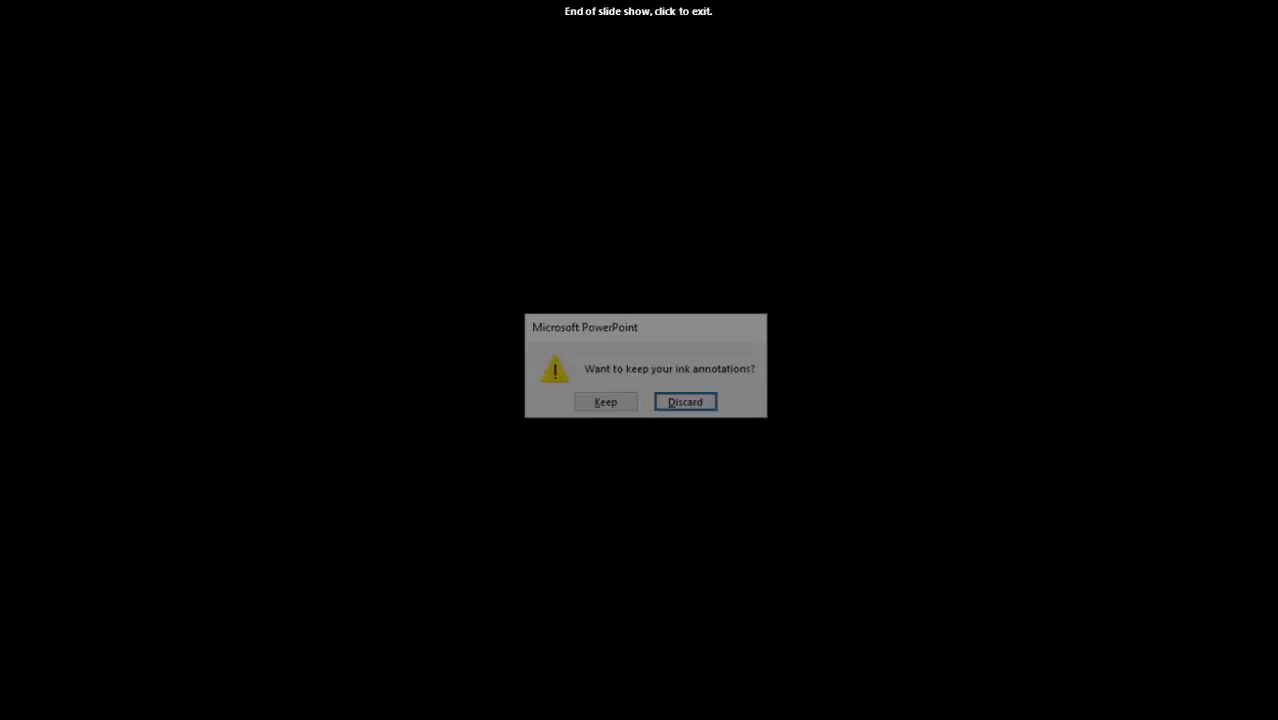 End of slide show, click to exit.
Microsoft PowerPoint
Want to keep your ink annotations?
Keep Discard